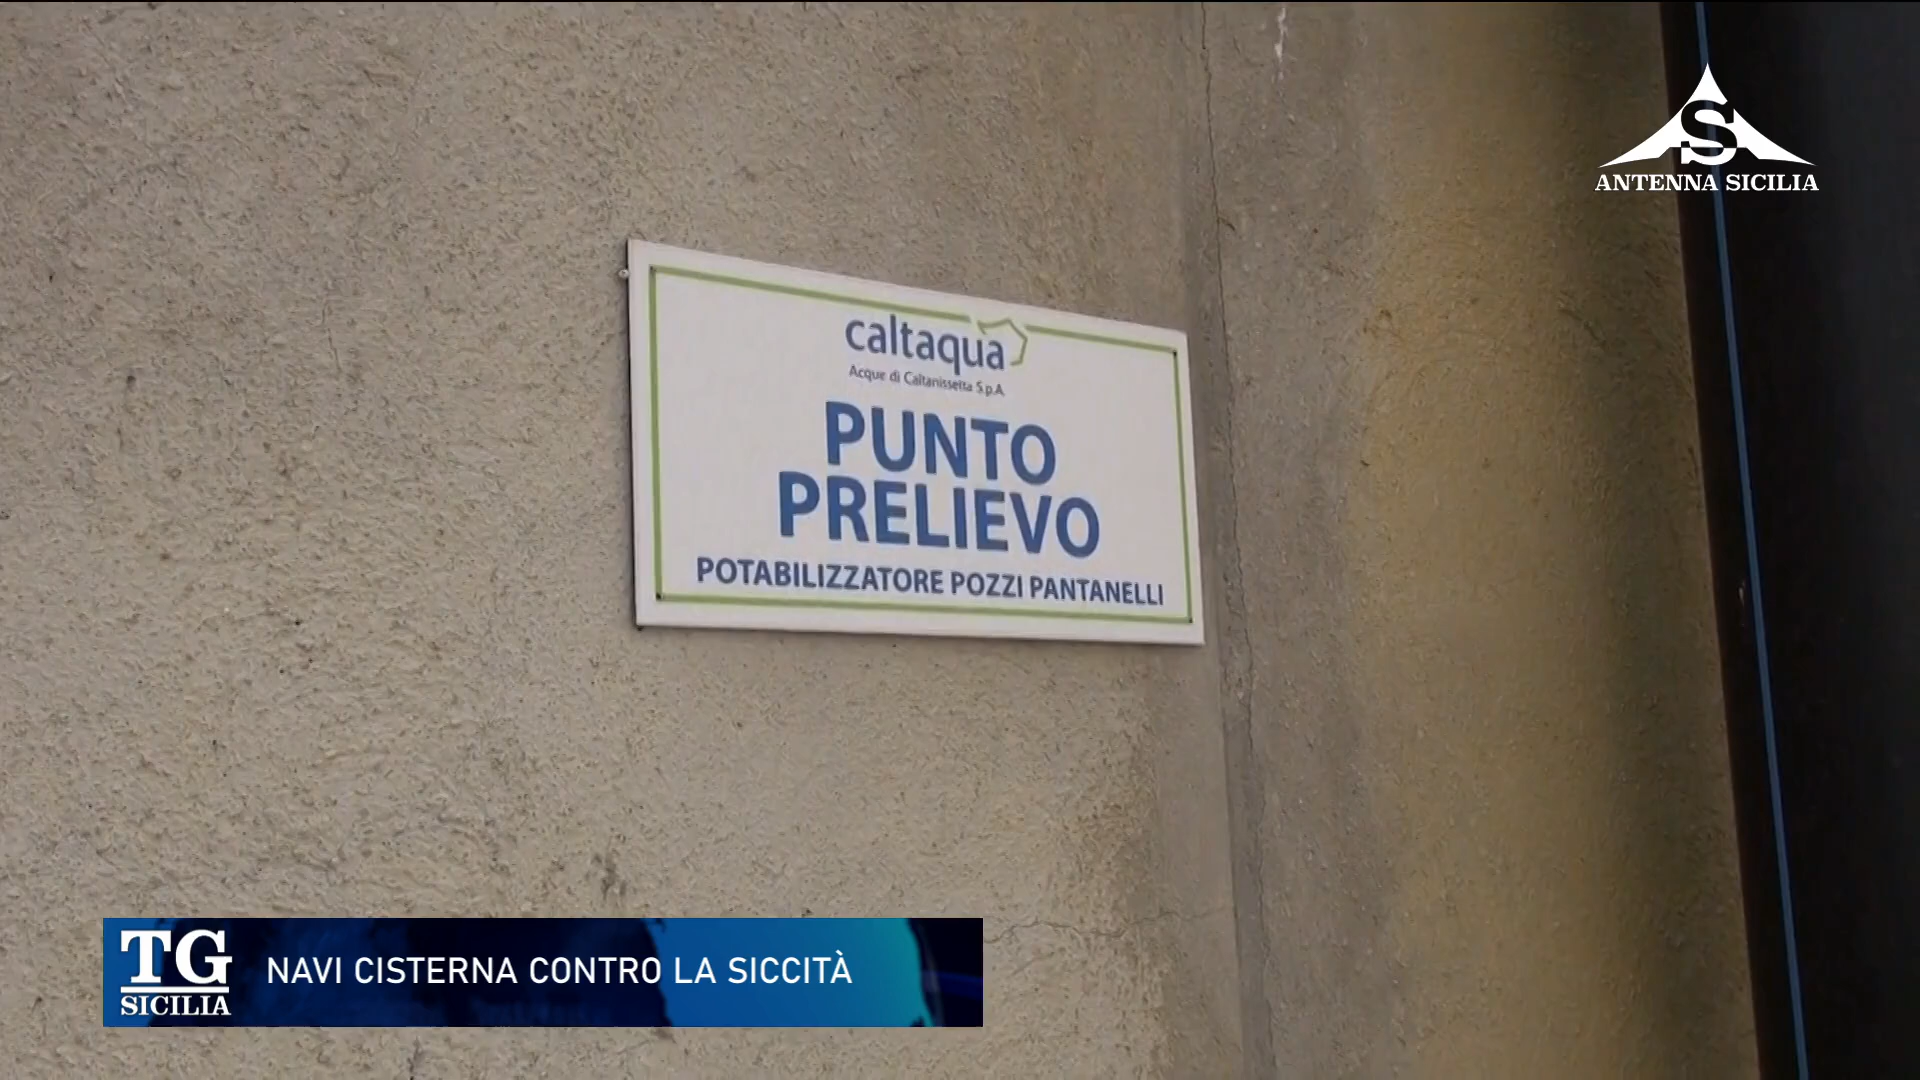 S
ANTENNA SICILIA
caltaqua
Acque di Caltanissetta S.p.A.
PUNTO
PRELIEVO
POTABILIZZATORE POZZI PANTANELLI
TG
SICILIA
NAVI CISTERNA CONTRO LA SICCITÀ